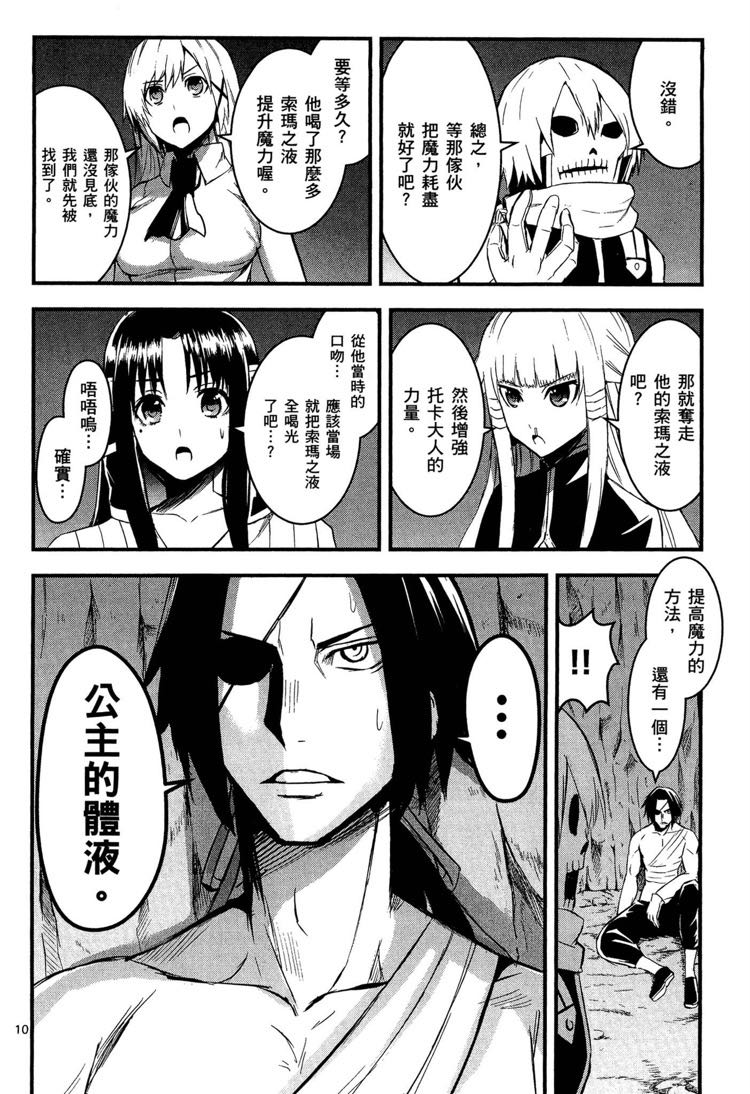 沒錯。
總之，
等那傢伙
把魔力耗盡
就好了吧？
要等多久？
他喝了那麼多
索瑪之液
提升魔力喔。
那傢伙的魔力
還沒見底，
我們就先被
找到了。
那就奪走
他的索瑪之液
吧？
然後增強
托卡大人的
力量。
從他當時的
口吻…
應該當場
就把索瑪之液
全喝光
了吧…？
唔唔嗚…
確實…
提高魔力的
方法，
還有一個…
!!
…
公主的體液。
10